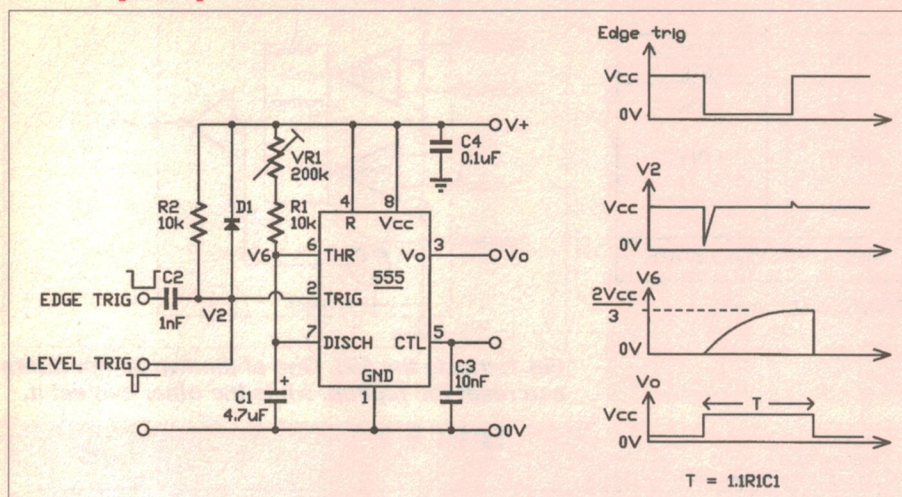 Edge trig
Vcc
0V
V+
C4
0.1uF
VR1
200k
R2
10k
D1
R1
10k
4
R
8
Vcc
V6
6
THR
Vo
3
Vo
555
EDGE TRIG
C2
1nF
V2
2
TRIG
LEVEL TRIG
7
DISCH
CTL
5
C3
10nF
GND
1
C1
+
4.7uF
0V
V2
Vcc
0V
V6
2Vcc
3
0V
Vo
Vcc
0V
T
T = 1.1R1C1